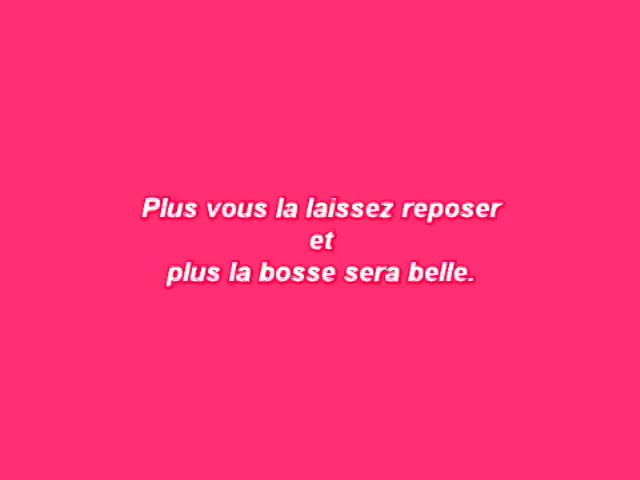 Plus vous la laissez reposer
et
plus la bosse sera belle.